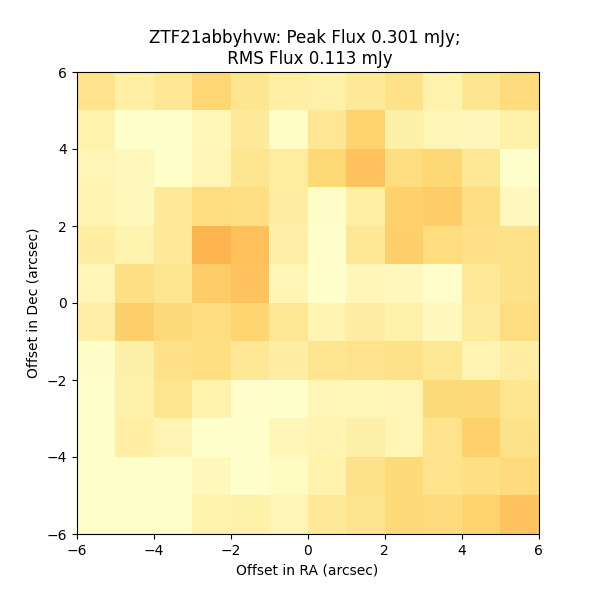 ZTF21abbyhvw: Peak Flux 0.301 mJy;
RMS Flux 0.113 mJy
6
4
2
0
−2
−4
−6
Offset in Dec (arcsec)
−6 −4 −2 0 2 4 6
Offset in RA (arcsec)